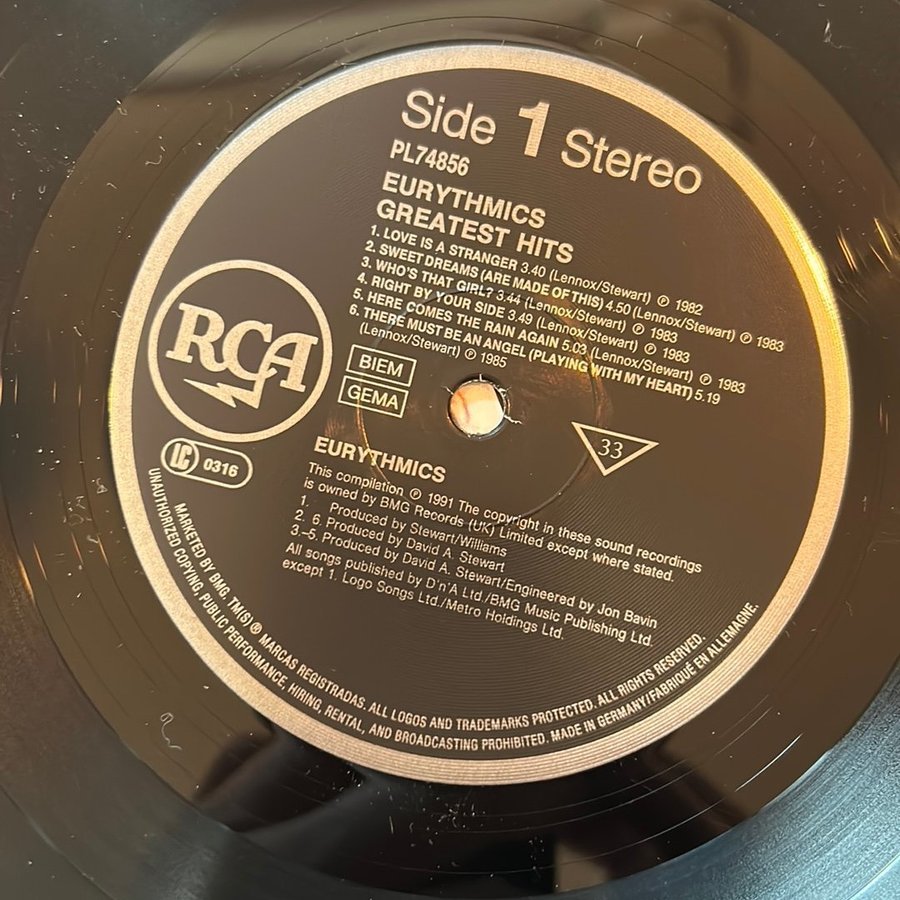 Side 1 Stereo
PL74856
EURYTHMICS
GREATEST HITS
1. LOVE IS A STRANGER 3.40 (Lennox/Stewart) ℗ 1982
2. SWEET DREAMS (ARE MADE OF THIS) 4.50 (Lennox/Stewart) ℗ 1983
3. WHO'S THAT GIRL? 3.44 (Lennox/Stewart) ℗ 1983
4. RIGHT BY YOUR SIDE 3.49 (Lennox/Stewart) ℗ 1983
5. HERE COMES THE RAIN AGAIN 5.03 (Lennox/Stewart) ℗ 1983
6. THERE MUST BE AN ANGEL (PLAYING WITH MY HEART) 5.19
(Lennox/Stewart) ℗ 1985
RCA
BIEM
GEMA
33
LC 0316
EURYTHMICS
This compilation ℗ 1991 The copyright in these sound recordings
is owned by BMG Records (UK) Limited except where stated.
1. Produced by Stewart/Williams
2. 6. Produced by David A. Stewart
3.–5. Produced by David A. Stewart/Engineered by Jon Bavin
All songs published by D'n'A Ltd./BMG Music Publishing Ltd.
except 1. Logo Songs Ltd./Metro Holdings Ltd.
MARKETED BY BMG. TM(S) ® MARCAS REGISTRADAS. ALL LOGOS AND TRADEMARKS PROTECTED. ALL RIGHTS RESERVED.
UNAUTHORIZED COPYING, PUBLIC PERFORMANCE, HIRING, RENTAL, AND BROADCASTING PROHIBITED. MADE IN GERMANY/FABRIQUÉ EN ALLEMAGNE.